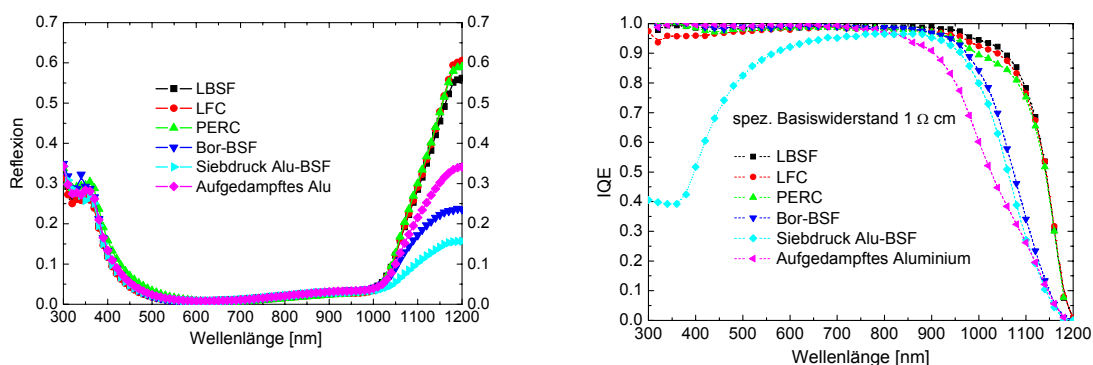 Reflexion
0.7
0.6
0.5
0.4
0.3
0.2
0.1
0.0
0.7
0.6
0.5
0.4
0.3
0.2
0.1
0.0
LBSF
LFC
PERC
Bor-BSF
Siebdruck Alu-BSF
Aufgedampftes Alu
300 400 500 600 700 800 900 1000 1100 1200
Wellenlänge [nm]
IQE
1.0
0.9
0.8
0.7
0.6
0.5
0.4
0.3
0.2
0.1
0.0
spez. Basiswiderstand 1 Ω cm
LBSF
LFC
PERC
Bor-BSF
Siebdruck Alu-BSF
Aufgedampftes Aluminium
300 400 500 600 700 800 900 1000 1100 1200
Wellenlänge [nm]